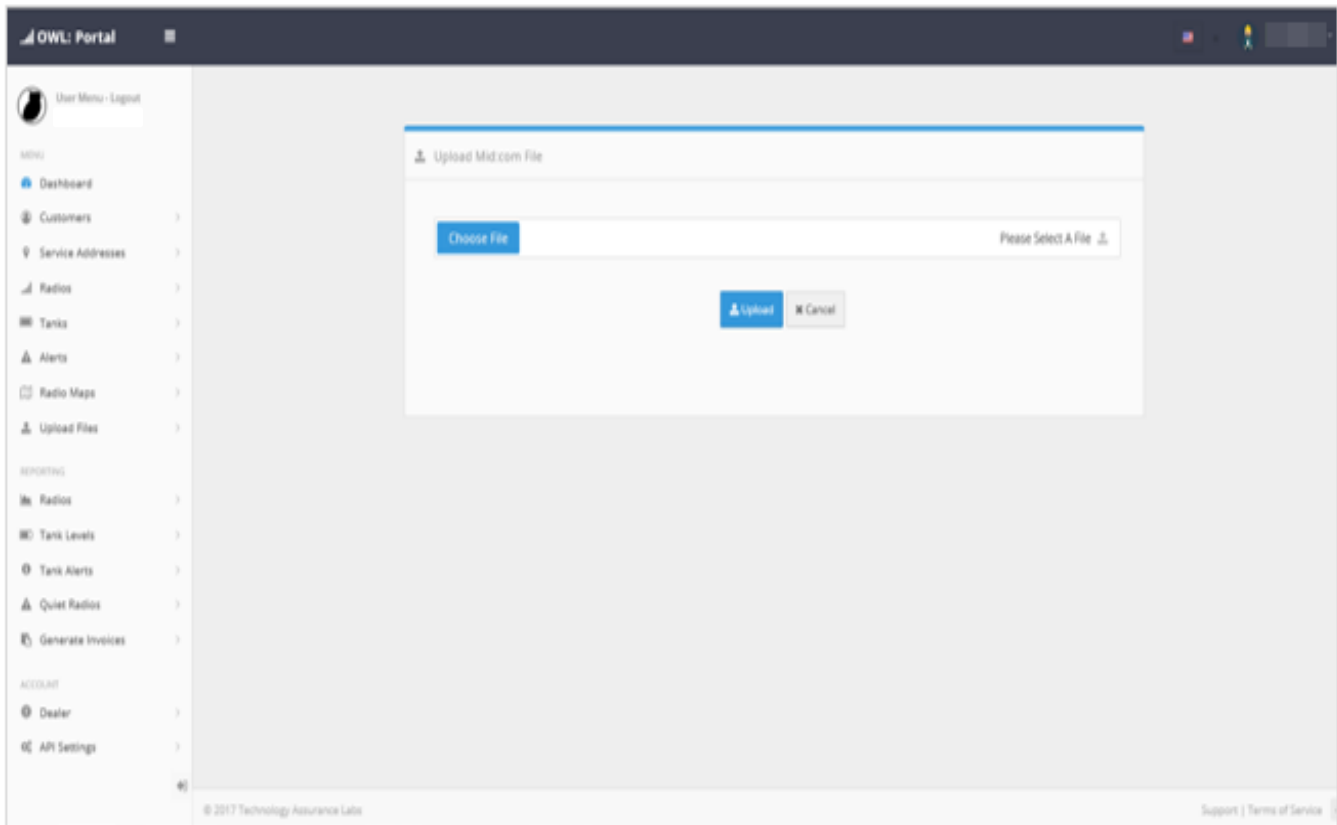 OWL: Portal
User Menu - Logout
MENU
Dashboard
Customers
Service Addresses
Radios
Tanks
Alerts
Radio Maps
Upload Files
REPORTING
Radios
Tank Levels
Tank Alerts
Quiet Radios
Generate Invoices
ACCOUNT
Dealer
API Settings
Upload Mid:com File
Choose File
Please Select A File
Upload
Cancel
© 2017 Technology Assurance Labs
Support | Terms of Service